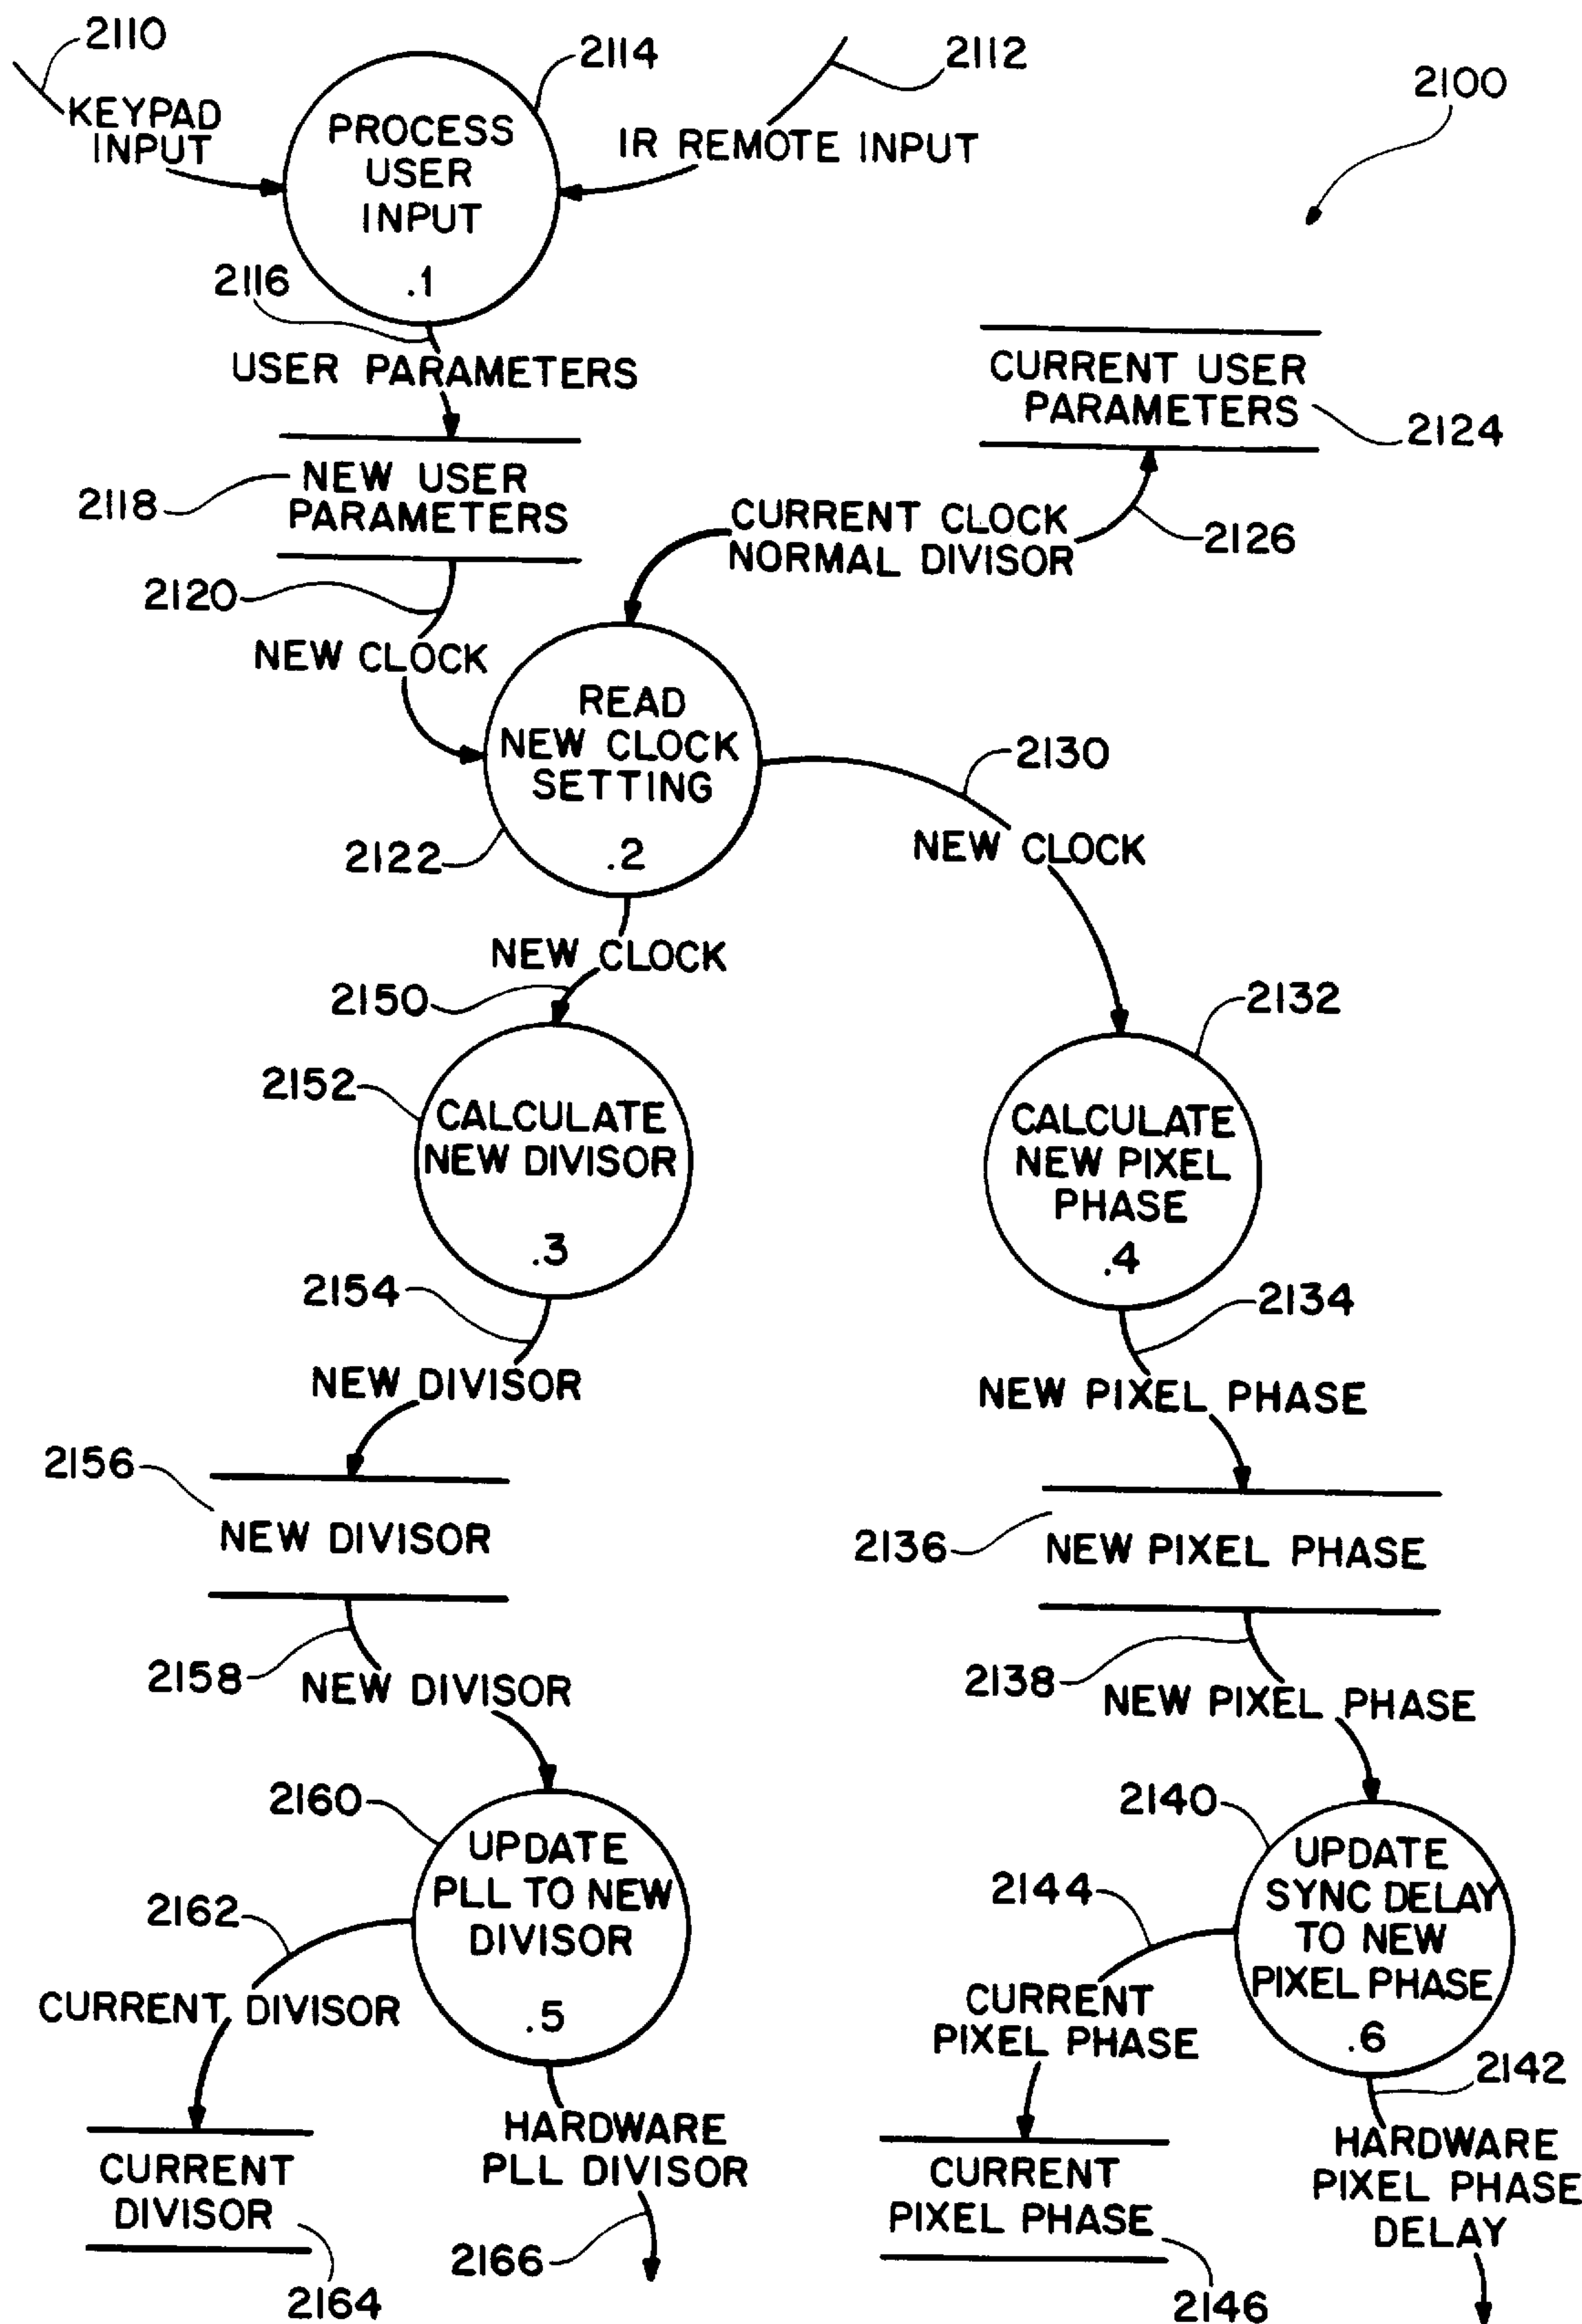 2110
2114
2112
2100
KEYPAD
INPUT
PROCESS
USER
INPUT
.1
IR REMOTE INPUT
2116
USER PARAMETERS
CURRENT USER
PARAMETERS
2124
2118
NEW USER
PARAMETERS
CURRENT CLOCK
NORMAL DIVISOR
2126
2120
NEW CLOCK
READ
NEW CLOCK
SETTING
.2
2122
2130
NEW CLOCK
NEW CLOCK
2150
2132
2152
CALCULATE
NEW DIVISOR
.3
CALCULATE
NEW PIXEL
PHASE
.4
2154
2134
NEW DIVISOR
NEW PIXEL PHASE
2156
NEW DIVISOR
2136
NEW PIXEL PHASE
2158
NEW DIVISOR
2138
NEW PIXEL PHASE
2160
UPDATE
PLL TO NEW
DIVISOR
.5
2140
UPDATE
SYNC DELAY
TO NEW
PIXEL PHASE
.6
2162
2144
CURRENT DIVISOR
CURRENT
PIXEL PHASE
2142
HARDWARE
PLL DIVISOR
HARDWARE
PIXEL PHASE
DELAY
CURRENT
DIVISOR
2166
CURRENT
PIXEL PHASE
2164
2146